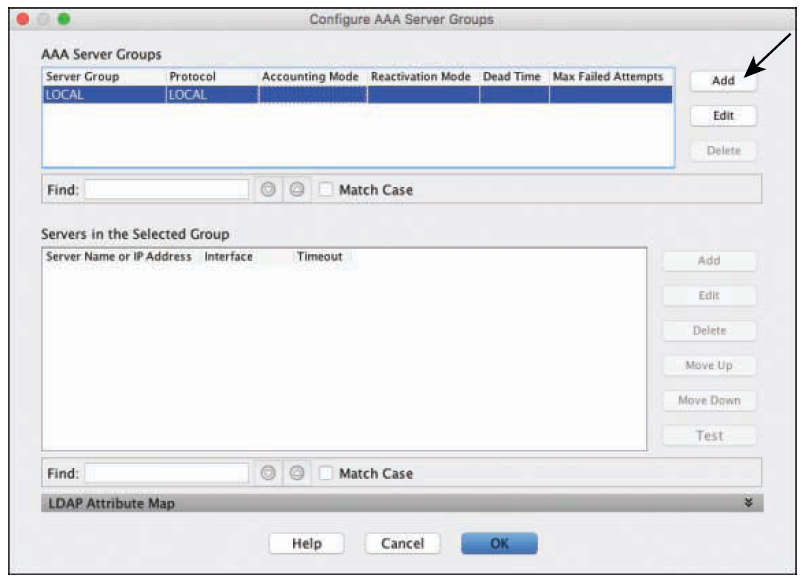 Configure AAA Server Groups
AAA Server Groups
Server Group Protocol Accounting Mode Reactivation Mode Dead Time Max Failed Attempts
LOCAL LOCAL
Add
Edit
Delete
Find: Match Case
Servers in the Selected Group
Server Name or IP Address Interface Timeout
Add
Edit
Delete
Move Up
Move Down
Test
Find: Match Case
LDAP Attribute Map
Help Cancel OK